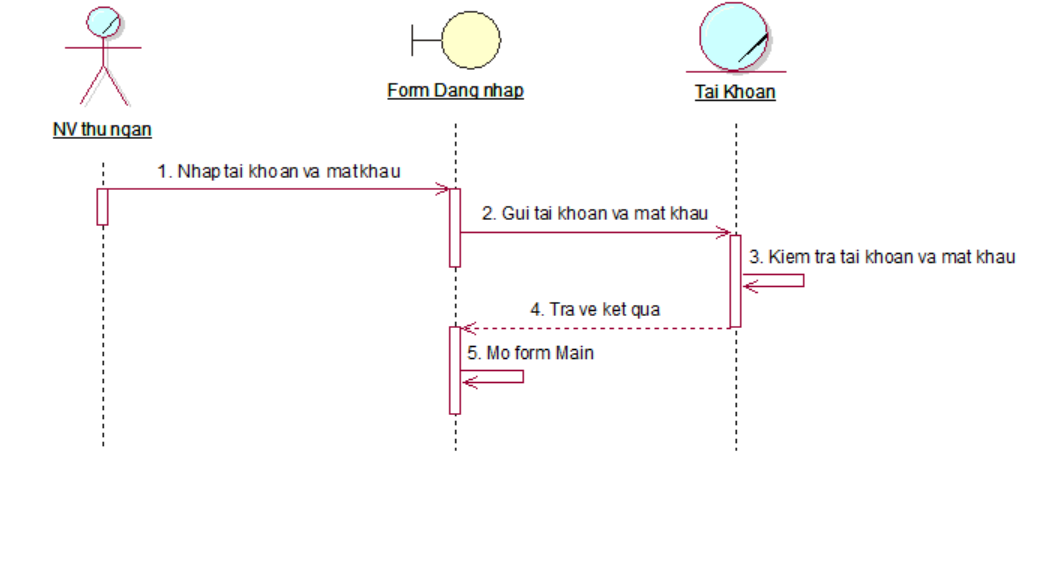 Form Dang nhap
Tai Khoan
NV thu ngan
1. Nhap tai khoan va mat khau
2. Gui tai khoan va mat khau
3. Kiem tra tai khoan va mat khau
4. Tra ve ket qua
5. Mo form Main